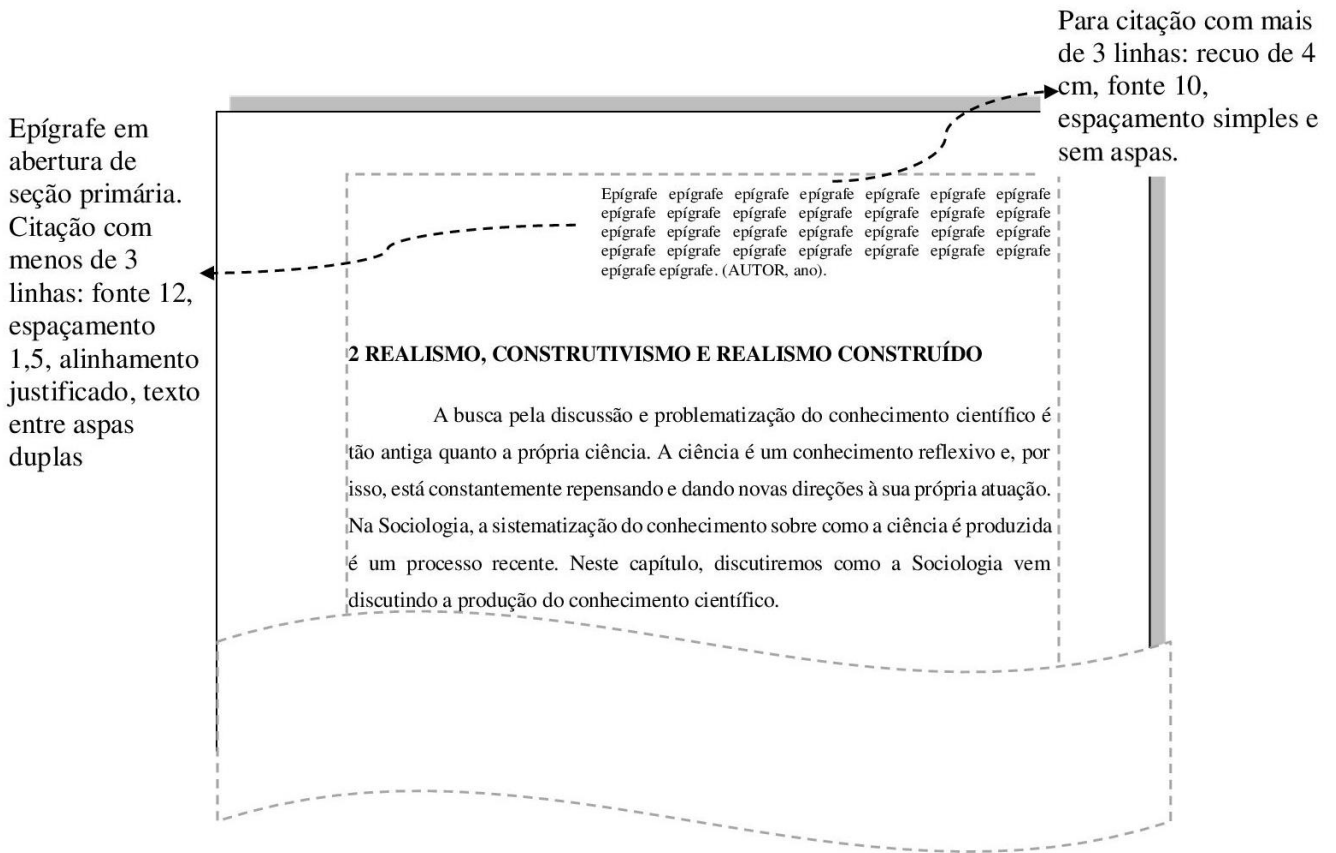 Para citação com mais
de 3 linhas: recuo de 4
cm, fonte 10,
espaçamento simples e
sem aspas.
Epígrafe em
abertura de
seção primária.
Citação com
menos de 3
linhas: fonte 12,
espaçamento
1,5, alinhamento
justificado, texto
entre aspas
duplas
Epígrafe epígrafe epígrafe epígrafe epígrafe epígrafe epígrafe
epígrafe epígrafe epígrafe epígrafe epígrafe epígrafe epígrafe
epígrafe epígrafe epígrafe epígrafe epígrafe epígrafe epígrafe
epígrafe epígrafe epígrafe epígrafe epígrafe epígrafe epígrafe
epígrafe epígrafe. (AUTOR, ano).
2 REALISMO, CONSTRUTIVISMO E REALISMO CONSTRUÍDO
A busca pela discussão e problematização do conhecimento científico é
tão antiga quanto a própria ciência. A ciência é um conhecimento reflexivo e, por
isso, está constantemente repensando e dando novas direções à sua própria atuação.
Na Sociologia, a sistematização do conhecimento sobre como a ciência é produzida
é um processo recente. Neste capítulo, discutiremos como a Sociologia vem
discutindo a produção do conhecimento científico.